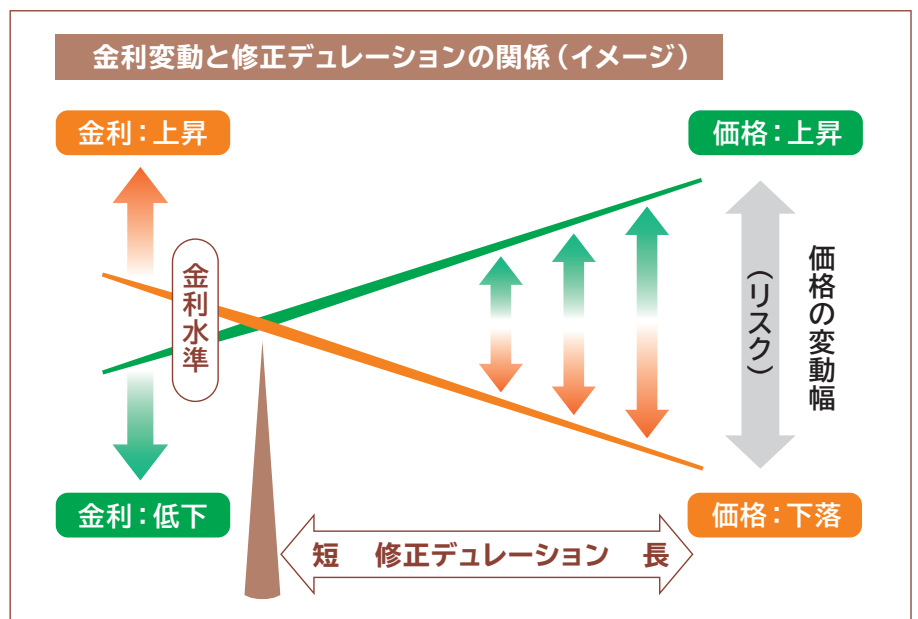 金利変動と修正デュレーションの関係（イメージ）
金利：上昇
価格：上昇
金利水準
（リスク）
価格の変動幅
金利：低下
価格：下落
短 修正デュレーション 長